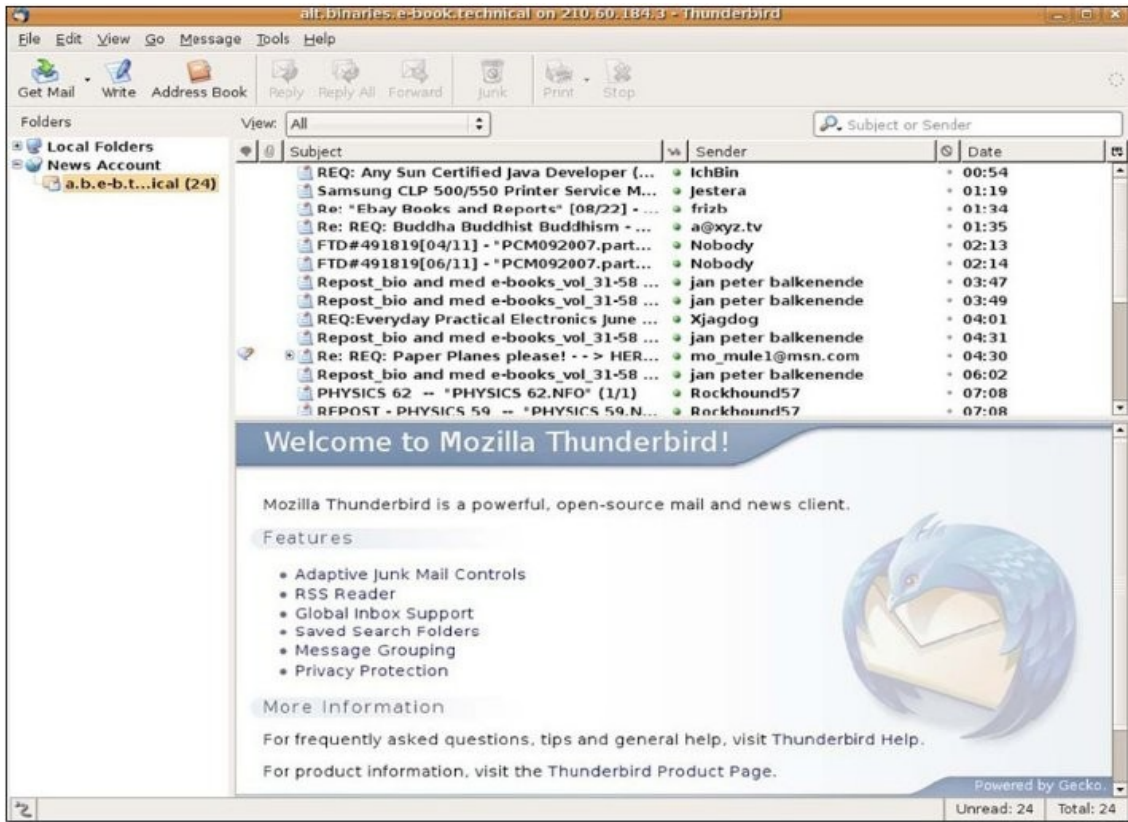 alt.binaries.e-book.technical on 210.60.184.3 - Thunderbird
File Edit View Go Message Tools Help
Get Mail Write Address Book Reply Reply All Forward Junk Print Stop
Folders View: All Subject or Sender
Local Folders
News Account
a.b.e-b.t...ical (24)
Subject Sender Date
REQ: Any Sun Certified Java Developer (... IchBin 00:54
Samsung CLP 500/550 Printer Service M... Jestera 01:19
Re: "Ebay Books and Reports" [08/22] - ... frizb 01:34
Re: REQ: Buddha Buddhist Buddhism - ... a@xyz.tv 01:35
FTD#491819[04/11] - "PCM092007.part... Nobody 02:13
FTD#491819[06/11] - "PCM092007.part... Nobody 02:14
Repost_bio and med e-books_vol_31-58 ... jan peter balkenende 03:47
Repost_bio and med e-books_vol_31-58 ... jan peter balkenende 03:49
REQ:Everyday Practical Electronics June ... Xjagdog 04:01
Repost_bio and med e-books_vol_31-58 ... jan peter balkenende 04:31
Re: REQ: Paper Planes please! - - > HER... mo_mule1@msn.com 04:30
Repost_bio and med e-books_vol_31-58 ... jan peter balkenende 06:02
PHYSICS 62 -- "PHYSICS 62.NFO" (1/1) Rockhound57 07:08
REPOST - PHYSICS 59 -- "PHYSICS 59.N... Rockhound57 07:08
Welcome to Mozilla Thunderbird!
Mozilla Thunderbird is a powerful, open-source mail and news client.
Features
• Adaptive Junk Mail Controls
• RSS Reader
• Global Inbox Support
• Saved Search Folders
• Message Grouping
• Privacy Protection
More Information
For frequently asked questions, tips and general help, visit Thunderbird Help.
For product information, visit the Thunderbird Product Page.
Powered by Gecko.
Unread: 24 Total: 24